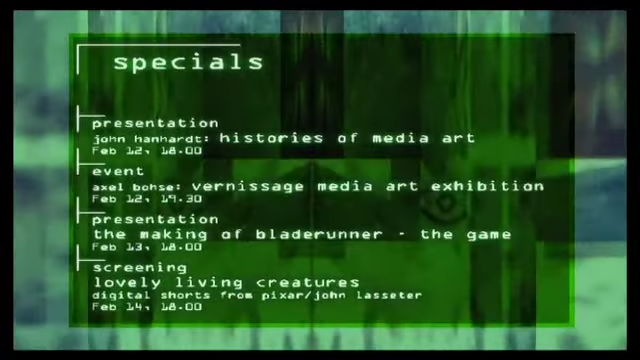 specials
presentation
john hanhardt: histories of media art
Feb 12, 18.00
event
axel bohse: vernissage media art exhibition
Feb 12, 19.30
presentation
the making of bladerunner - the game
Feb 13, 18.00
screening
lovely living creatures
digital shorts from pixar/john lasseter
Feb 14, 18.00